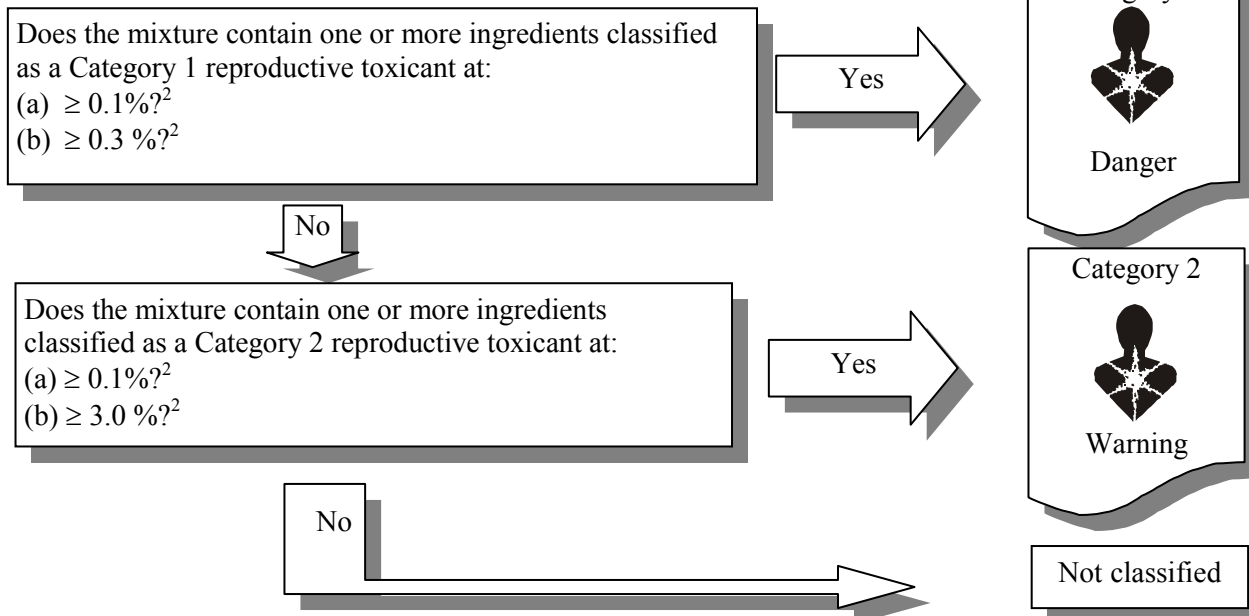 Does the mixture contain one or more ingredients classified
as a Category 1 reproductive toxicant at:
(a) ≥ 0.1%?²
(b) ≥ 0.3 %?²
Yes
Danger
No
Does the mixture contain one or more ingredients
classified as a Category 2 reproductive toxicant at:
(a) ≥ 0.1%?²
(b) ≥ 3.0 %?²
Yes
Category 2
Warning
No
Not classified